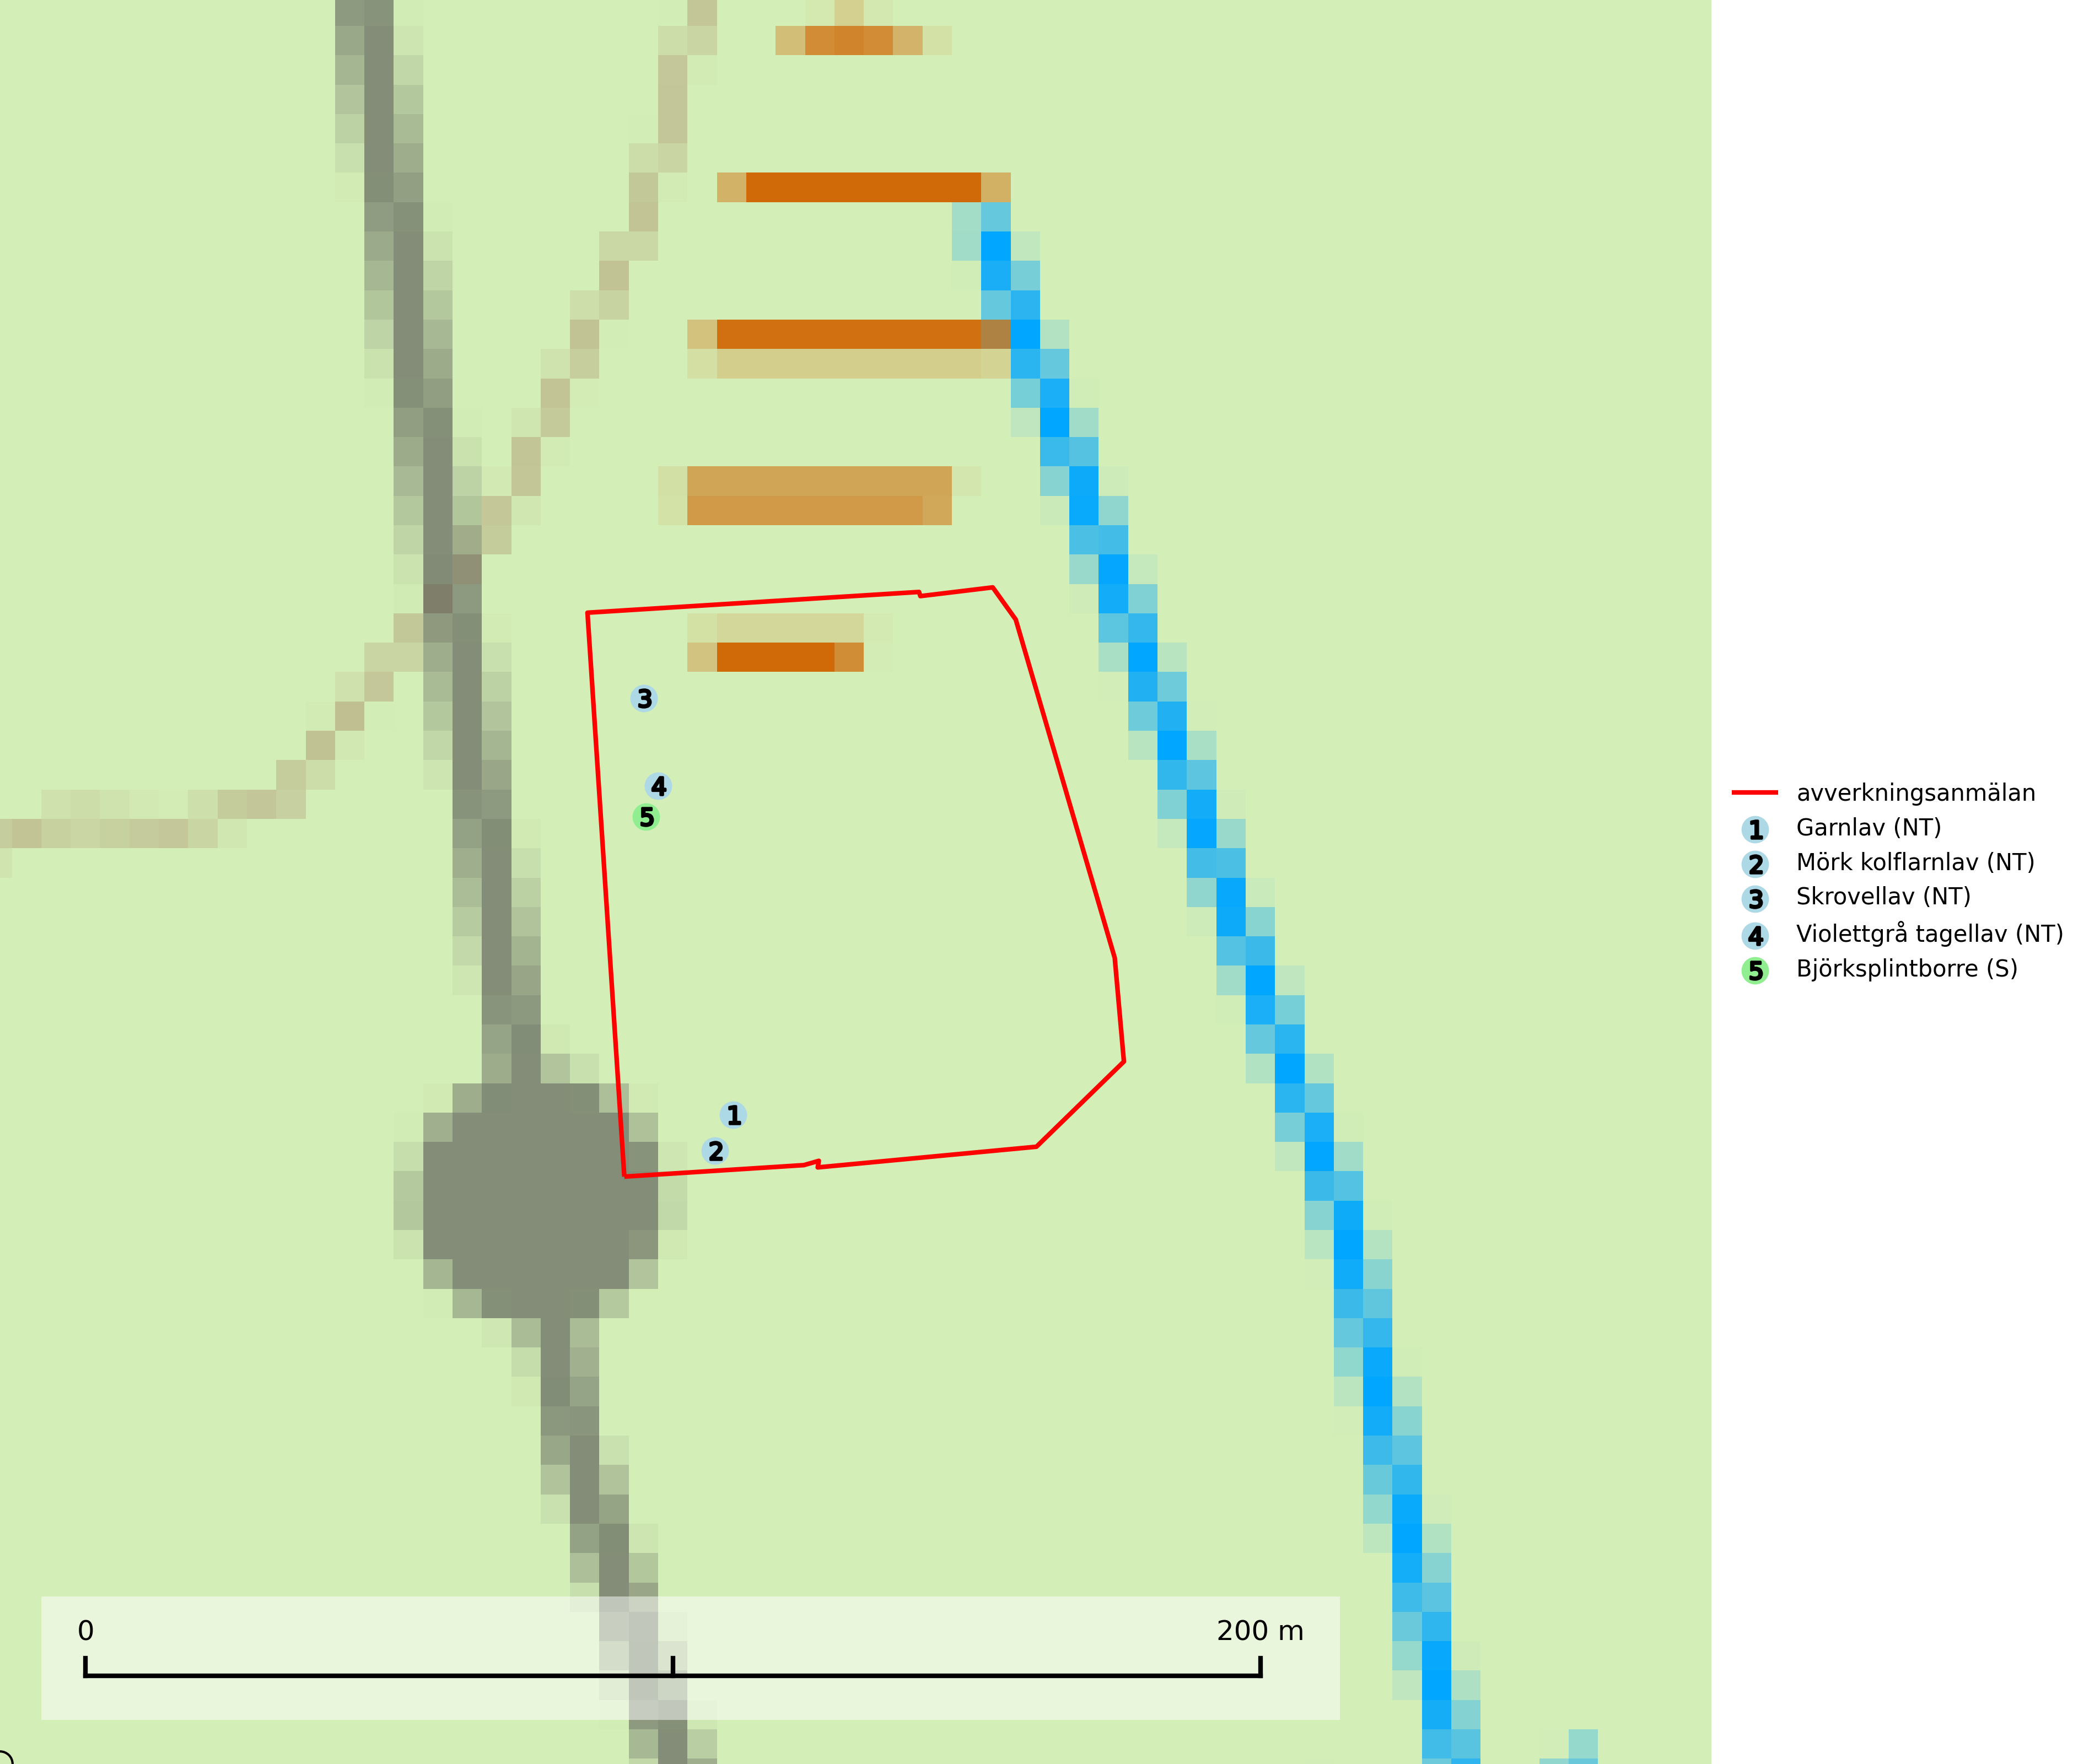 3
4
5
1
2
avverkningsanmälan
1 Garnlav (NT)
2 Mörk kolflarnlav (NT)
3 Skrovellav (NT)
4 Violettgrå tagellav (NT)
5 Björksplintborre (S)
0 200 m